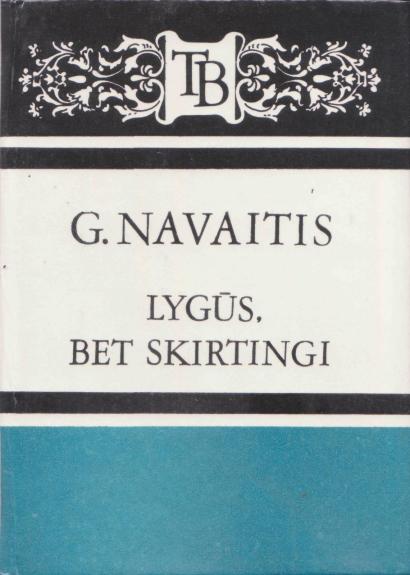 TB
G. NAVAITIS
LYGŪS,
BET SKIRTINGI